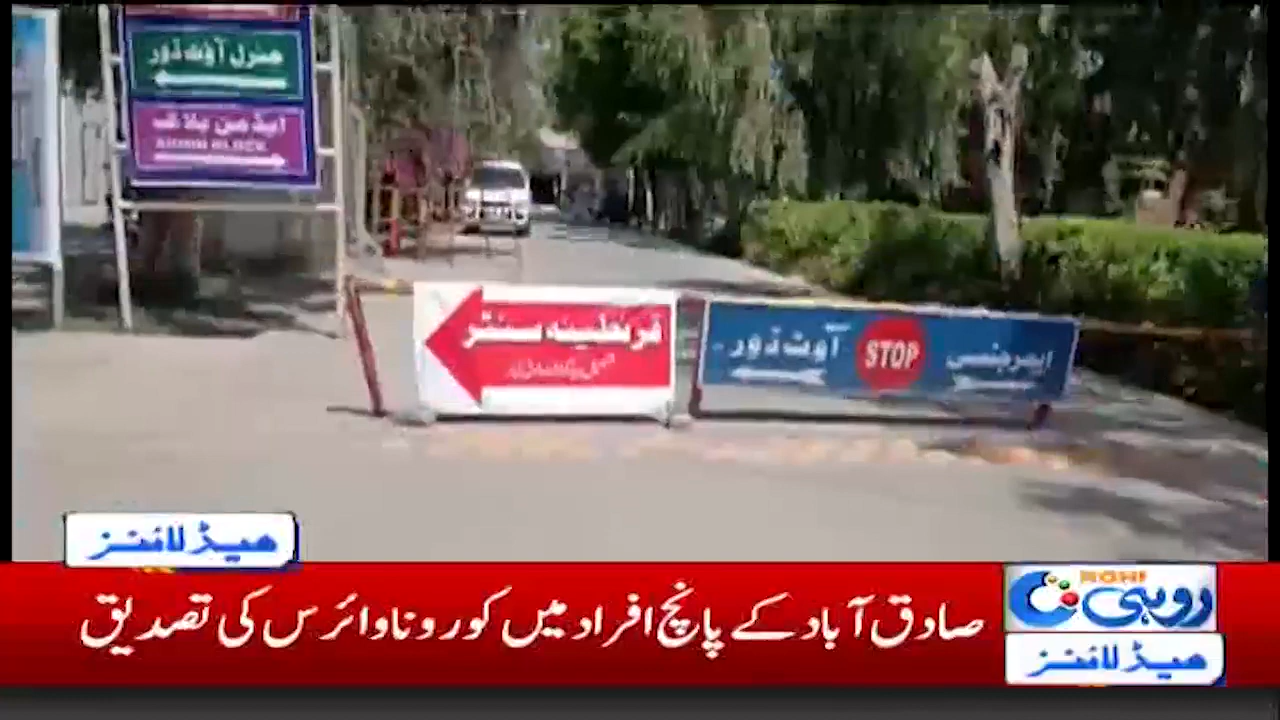 جنرل آؤٹ ڈور
ایڈمن بلاک
ADMIN BLOCK
قرنطینہ سنٹر
آوٹ ڈور
STOP
ایمرجنسی
ہیڈ لائنز
صادق آباد کے پانچ افراد میں کورونا وائرس کی تصدیق
ROHI
روہی
ہیڈ لائنز